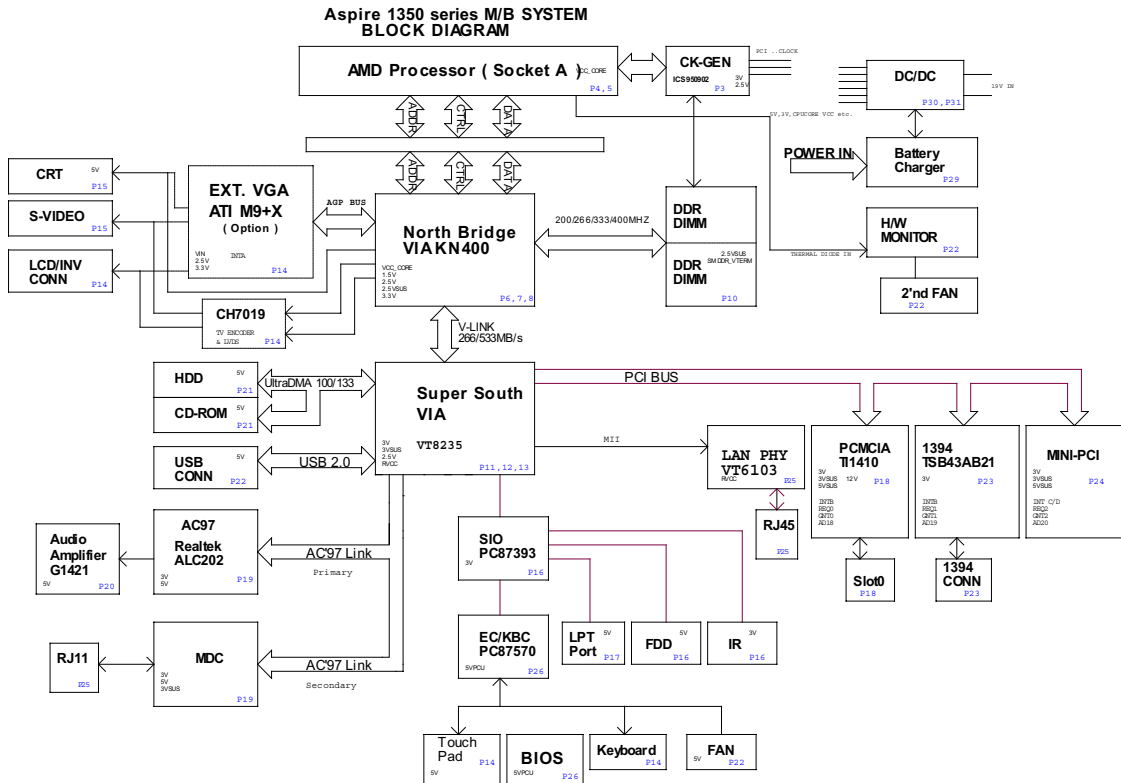 Aspire 1350 series M/B SYSTEM
BLOCK DIAGRAM
AMD Processor ( Socket A )
VCC_CORE
P4,5
CK-GEN
ICS950902
3V
2.5V
P3
PCI ..CLOCK
DC/DC
P30,P31
19V IN
5V,3V,CPUCORE VCC etc.
ADDR
CTRL
DATA
ADDR
CTRL
DATA
POWER IN
Battery
Charger
P29
CRT
5V
P15
S-VIDEO
P15
LCD/INV
CONN
P14
EXT. VGA
ATI M9+X
( Option )
VIN
2.5V
3.3V
INTA
P14
AGP BUS
North Bridge
VIAKN400
VCC_CORE
1.5V
2.5V
2.5VSUS
3.3V
P6,7,8
200/266/333/400MHZ
DDR
DIMM
DDR
DIMM
2.5VSUS
SMDDR_VTERM
P10
H/W
MONITOR
P22
THERMAL DIODE IN
2'nd FAN
P22
CH7019
TV ENCODER
& LVDS
P14
V-LINK
266/533MB/s
HDD
5V
P21
CD-ROM
5V
P21
UltraDMA 100/133
Super South
VIA
VT8235
3V
3VSUS
2.5V
RVCC
P11,12,13
PCI BUS
USB
CONN
5V
P22
USB 2.0
MII
LAN PHY
VT6103
RVCC
P25
RJ45
P25
PCMCIA
TI1410
3V
3VSUS
5VSUS
12V
P18
INTB
REQ0
GNT0
AD18
1394
TSB43AB21
3V
P23
INTB
REQ1
GNT1
AD19
MINI-PCI
3V
3VSUS
5VSUS
P24
INT C/D
REQ2
GNT2
AD20
Slot0
P18
1394
CONN
P23
Audio
Amplifier
G1421
5V
P20
AC97
Realtek
ALC202
3V
5V
P19
AC'97 Link
Primary
SIO
PC87393
3V
P16
RJ11
P25
MDC
3V
5V
3VSUS
P19
AC'97 Link
Secondary
EC/KBC
PC87570
5VPCU
P26
LPT
Port
5V
P17
FDD
5V
P16
IR
3V
P16
Touch
Pad
5V
P14
BIOS
5VPCU
P26
Keyboard
P14
FAN
5V
P22